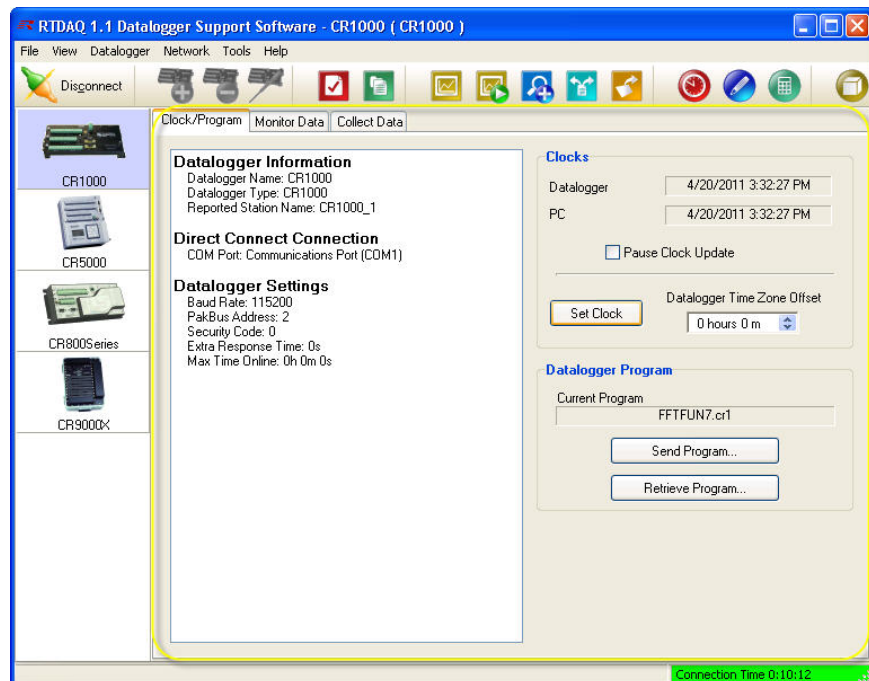 RTDAQ 1.1 Datalogger Support Software - CR1000 ( CR1000 )
File View Datalogger Network Tools Help
Disconnect
CR1000
CR5000
CR800Series
CR9000X
Clock/Program Monitor Data Collect Data
Datalogger Information
Datalogger Name: CR1000
Datalogger Type: CR1000
Reported Station Name: CR1000_1
Direct Connect Connection
COM Port: Communications Port (COM1)
Datalogger Settings
Baud Rate: 115200
PakBus Address: 2
Security Code: 0
Extra Response Time: 0s
Max Time Online: 0h 0m 0s
Clocks
Datalogger 4/20/2011 3:32:27 PM
PC 4/20/2011 3:32:27 PM
Pause Clock Update
Datalogger Time Zone Offset
Set Clock 0 hours 0 m
Datalogger Program
Current Program
FFTFUN7.cr1
Send Program...
Retrieve Program...
Connection Time 0:10:12